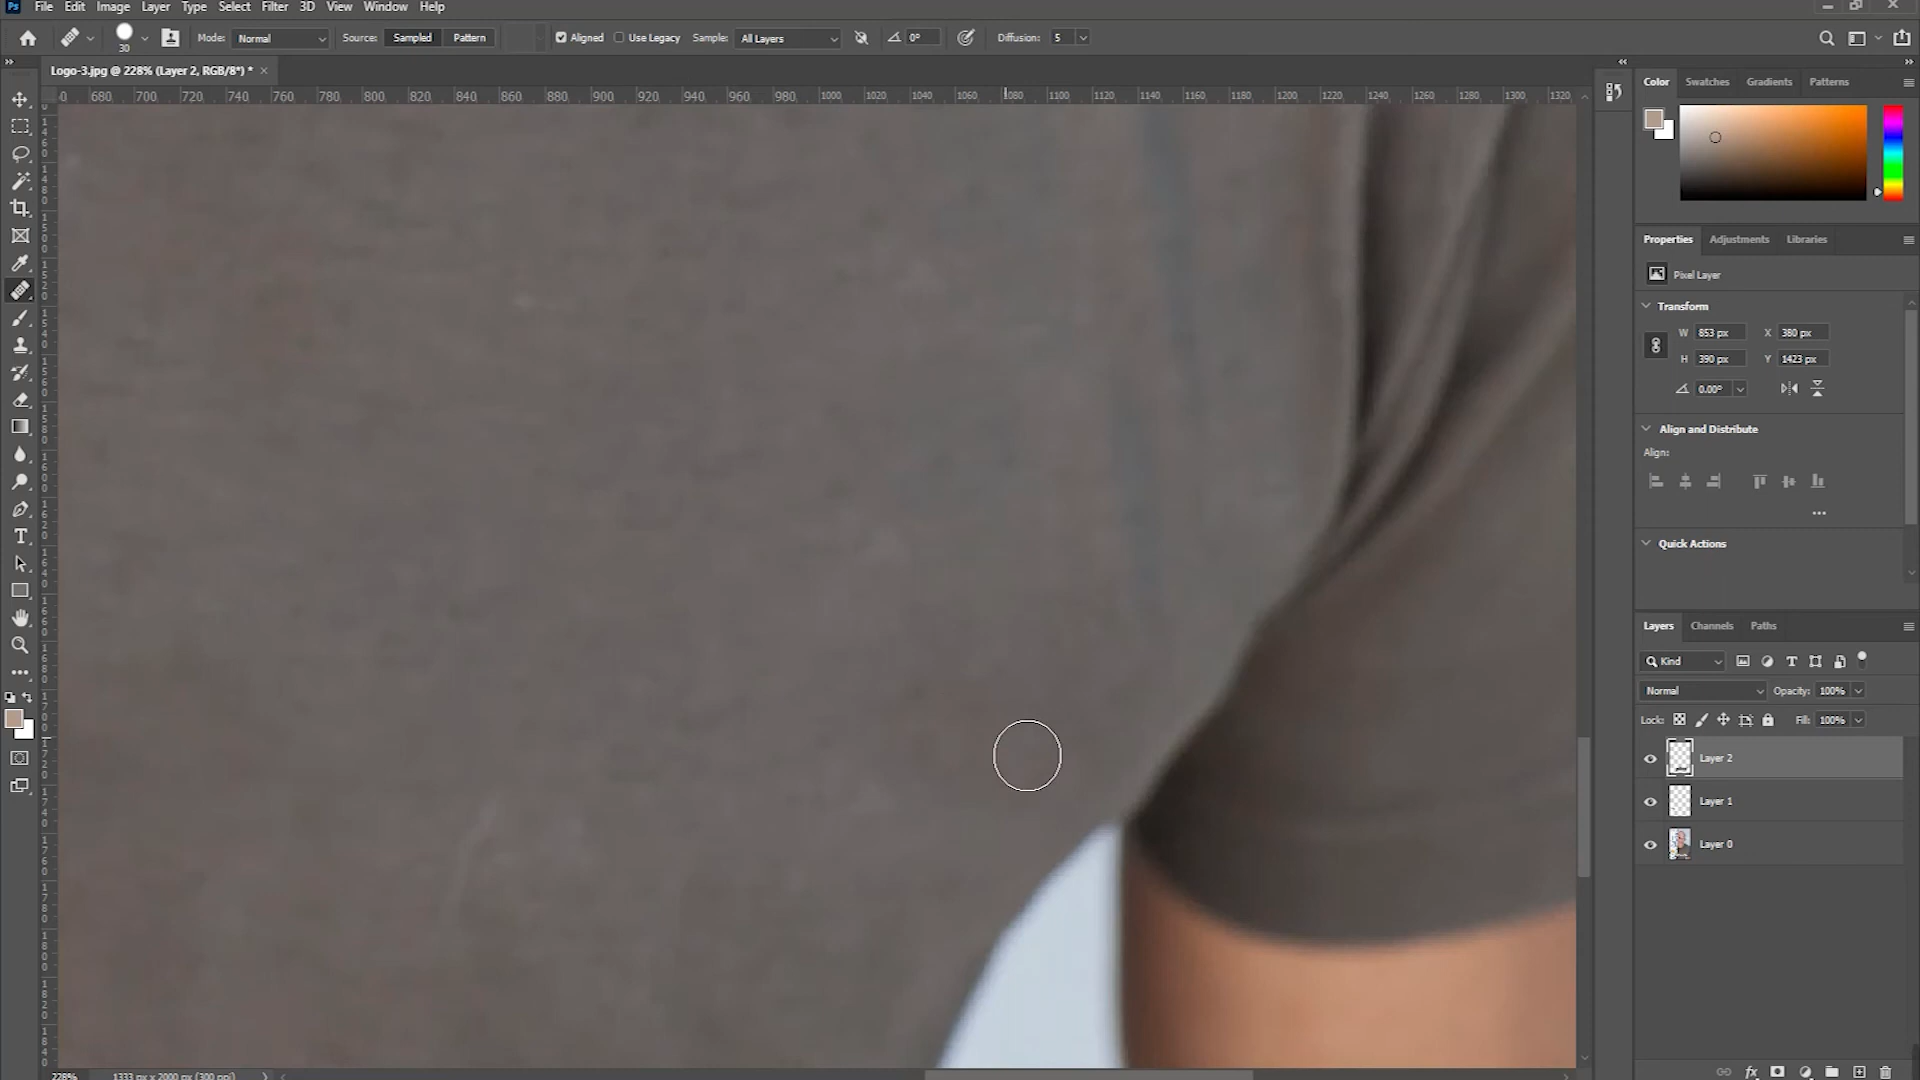 Ps File Edit Image Layer Type Select Filter 3D View Window Help
30 Mode: Normal Source: Sampled Pattern Aligned Use Legacy Sample: All Layers 0° Diffusion: 5
Logo-3.jpg @ 228% (Layer 2, RGB/8*) * ×
0 680 700 720 740 760 780 800 820 840 860 880 900 920 940 960 980 1000 1020 1040 1060 1080 1100 1120 1140 1160 1180 1200 1220 1240 1260 1280 1300 1320
Color Swatches Gradients Patterns
Properties Adjustments Libraries
Pixel Layer
Transform
W 853 px X 380 px
H 390 px Y 1423 px
0.00°
Align and Distribute
Align:
Quick Actions
Layers Channels Paths
Kind
Normal Opacity: 100%
Lock: Fill: 100%
Layer 2
Layer 1
Layer 0
228% 1333 px x 2000 px (300 ppi)